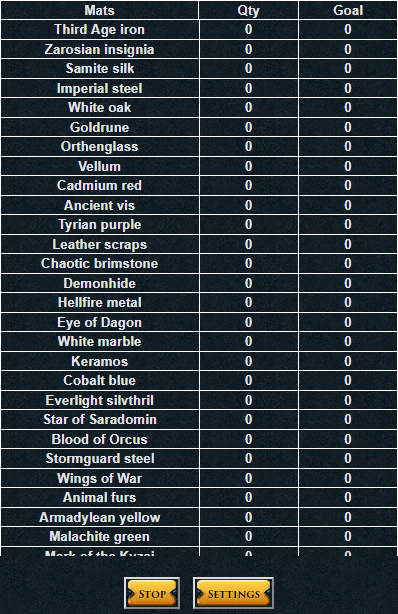 Mats Qty Goal
Third Age iron 0 0
Zarosian insignia 0 0
Samite silk 0 0
Imperial steel 0 0
White oak 0 0
Goldrune 0 0
Orthenglass 0 0
Vellum 0 0
Cadmium red 0 0
Ancient vis 0 0
Tyrian purple 0 0
Leather scraps 0 0
Chaotic brimstone 0 0
Demonhide 0 0
Hellfire metal 0 0
Eye of Dagon 0 0
White marble 0 0
Keramos 0 0
Cobalt blue 0 0
Everlight silvthril 0 0
Star of Saradomin 0 0
Blood of Orcus 0 0
Stormguard steel 0 0
Wings of War 0 0
Animal furs 0 0
Armadylean yellow 0 0
Malachite green 0 0
Mark of the Kyzaj 0 0
STOP SETTINGS